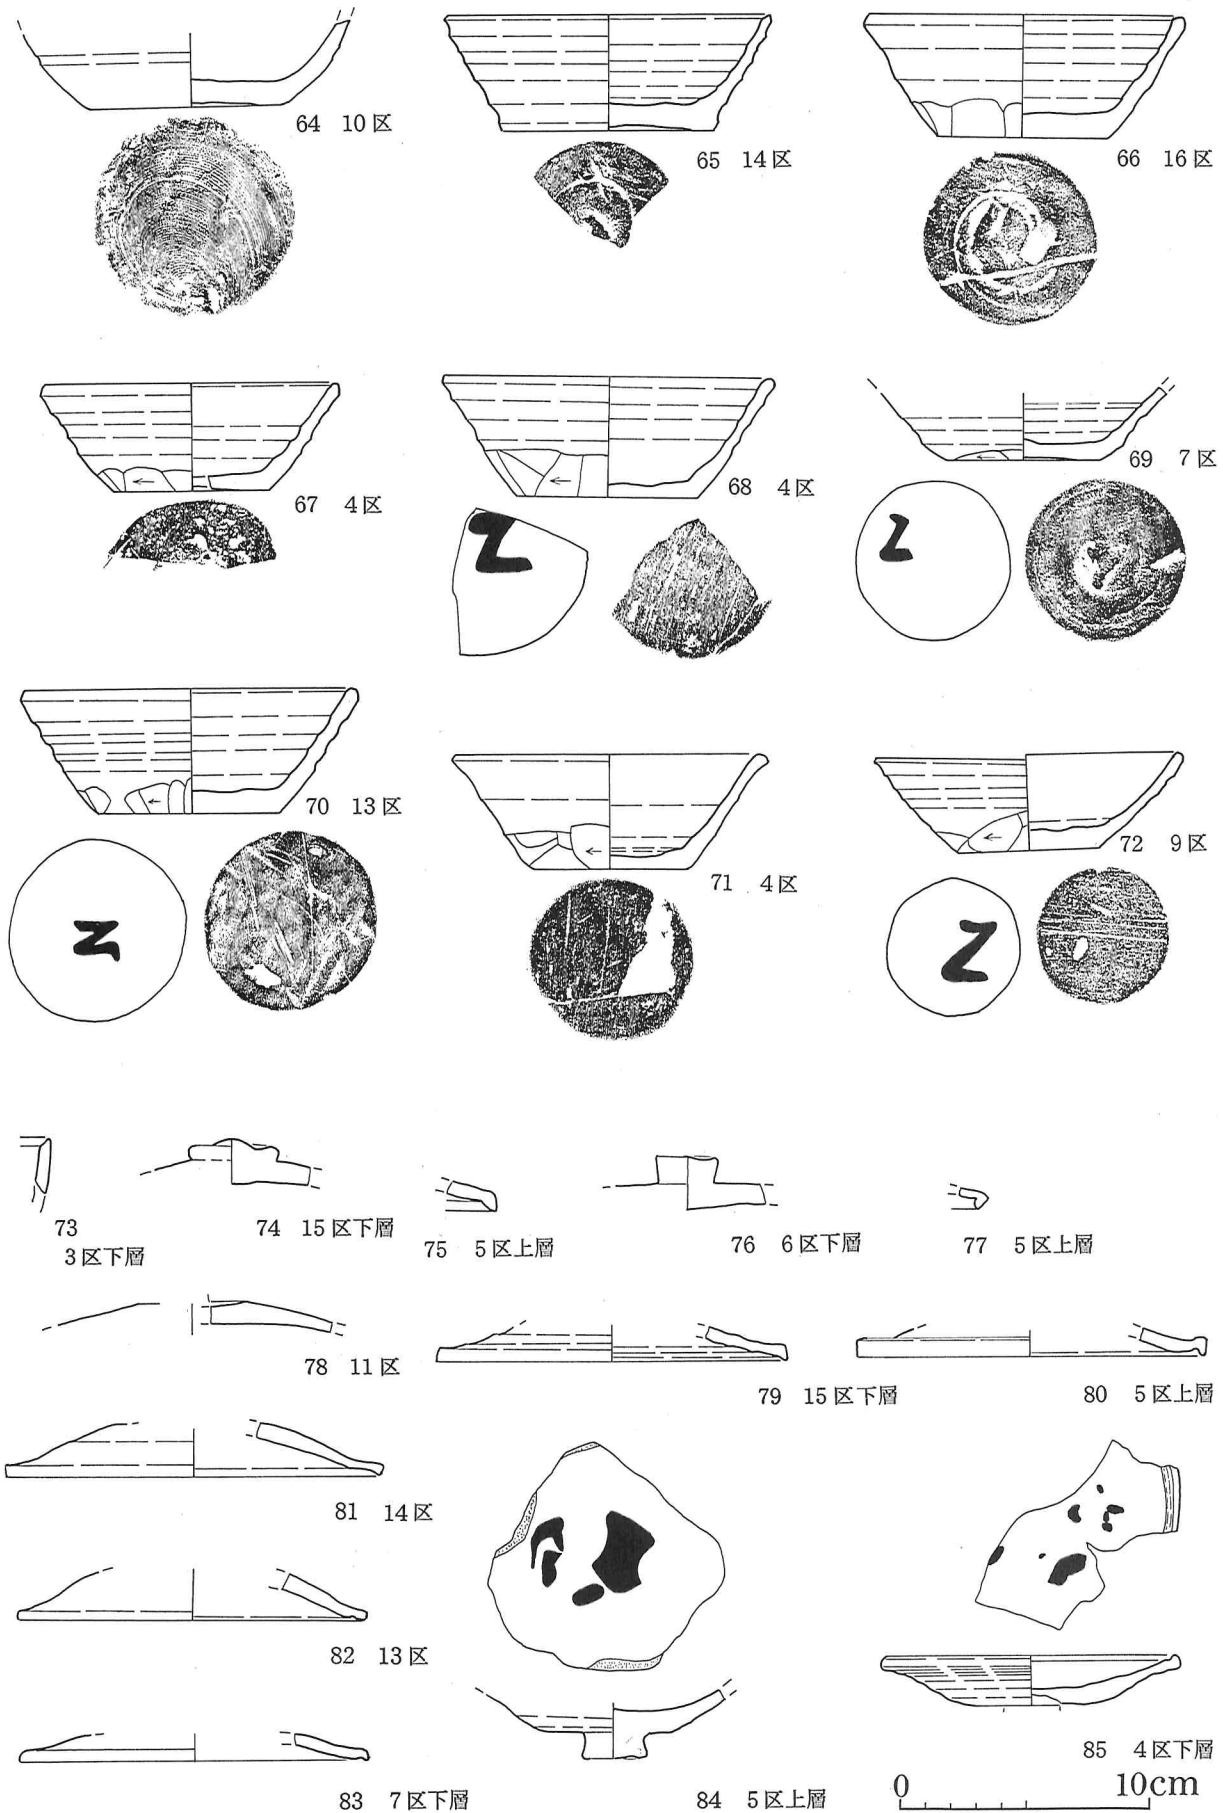 64 10区
65 14区
66 16区
67 4区
68 4区
69 7区
70 13区
71 4区
72 9区
73
3区下層
74 15区下層
75 5区上層
76 6区下層
77 5区上層
78 11区
79 15区下層
80 5区上層
81 14区
82 13区
83 7区下層
84 5区上層
85 4区下層
0 10cm